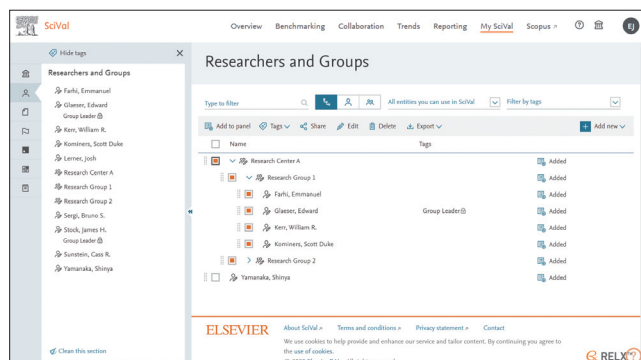 SciVal
Overview Benchmarking Collaboration Trends Reporting My SciVal Scopus ↗ EJ
Hide tags
Researchers and Groups
Farhi, Emmanuel
Glaeser, Edward
Group Leader
Kerr, William R.
Kominers, Scott Duke
Lerner, Josh
Research Center A
Research Group 1
Research Group 2
Sergi, Bruno S.
Stock, James H.
Group Leader
Sunstein, Cass R.
Yamanaka, Shinya
Clean this section
Researchers and Groups
Type to filter All entities you can use in SciVal Filter by tags
Add to panel Tags Share Edit Delete Export Add new
Name Tags
Research Center A Added
Research Group 1 Added
Farhi, Emmanuel Added
Glaeser, Edward Group Leader Added
Kerr, William R. Added
Kominers, Scott Duke Added
Research Group 2 Added
Yamanaka, Shinya Added
ELSEVIER About SciVal Terms and conditions Privacy statement Contact
We use cookies to help provide and enhance our service and tailor content. By continuing you agree to
the use of cookies.
RELX